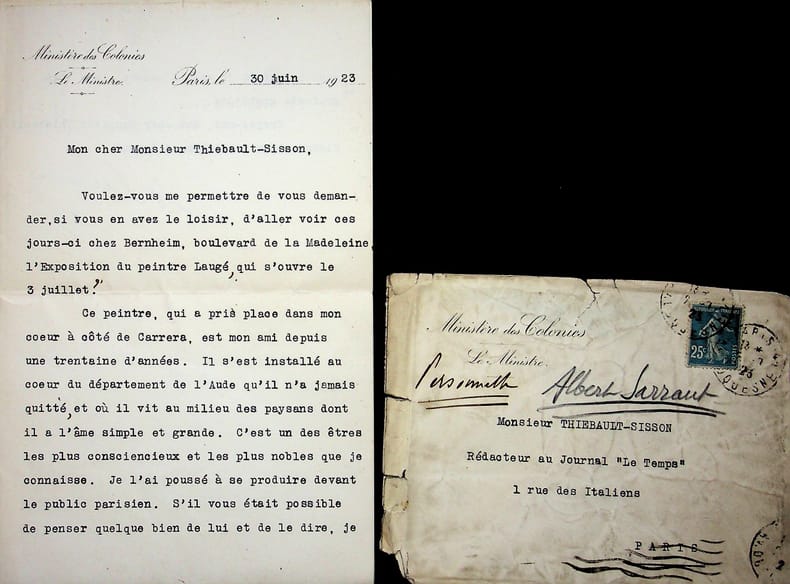 Ministère des Colonies
Le Ministre.
Paris, le 30 juin 1923
Mon cher Monsieur Thiebault-Sisson,
Voulez-vous me permettre de vous deman-
der,si vous en avez le loisir, d'aller voir ces
jours-ci chez Bernheim, boulevard de la Madeleine,
l'Exposition du peintre Laugé, qui s'ouvre le
3 juillet ?
Ce peintre, qui a pris place dans mon
coeur à côté de Carrera, est mon ami depuis
une trentaine d'années. Il s'est installé au
coeur du département de l'Aude qu'il n'a jamais
quitté, et où il vit au milieu des paysans dont
il a l'âme simple et grande. C'est un des êtres
les plus consciencieux et les plus nobles que je
connaisse. Je l'ai poussé à se produire devant
le public parisien. S'il vous était possible
de penser quelque bien de lui et de le dire, je
Ministère des Colonies
Le Ministre.
Personnelle
Albert Sarraut
25c
Monsieur THIEBAULT-SISSON
Rédacteur au Journal "Le Temps"
1 rue des Italiens
PARIS